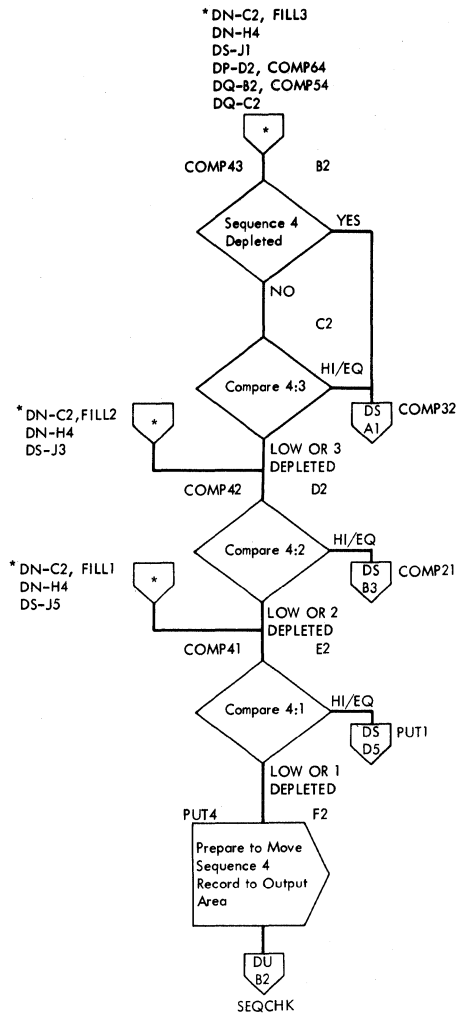 * DN-C2, FILL3
DN-H4
DS-J1
DP-D2, COMP64
DQ-B2, COMP54
DQ-C2
*
COMP43
B2
Sequence 4
Depleted
YES
NO
C2
Compare 4:3
HI/EQ
DS
A1
COMP32
* DN-C2,FILL2
DN-H4
DS-J3
*
LOW OR 3
DEPLETED
COMP42
D2
Compare 4:2
HI/EQ
DS
B3
COMP21
* DN-C2, FILL1
DN-H4
DS-J5
*
LOW OR 2
DEPLETED
COMP41
E2
Compare 4:1
HI/EQ
DS
D5
PUT1
LOW OR 1
DEPLETED
PUT4
F2
Prepare to Move
Sequence 4
Record to Output
Area
DU
B2
SEQCHK